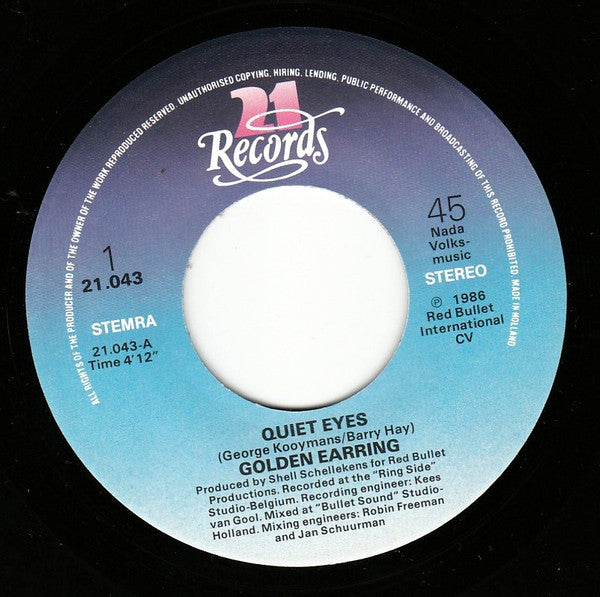 ALL RIGHTS OF THE PRODUCER AND OF THE OWNER OF THE WORK REPRODUCED RESERVED. UNAUTHORISED COPYING, HIRING, LENDING, PUBLIC PERFORMANCE AND BROADCASTING OF THIS RECORD PROHIBITED. MADE IN HOLLAND
21
Records
1
21.043
STEMRA
21.043-A
Time 4'12"
45
Nada
Volks-
music
STEREO
℗ 1986
Red Bullet
International
CV
QUIET EYES
(George Kooymans/Barry Hay)
GOLDEN EARRING
Produced by Shell Schellekens for Red Bullet
Productions. Recorded at the "Ring Side"
Studio-Belgium. Recording engineer: Kees
van Gool. Mixed at "Bullet Sound" Studio-
Holland. Mixing engineers: Robin Freeman
and Jan Schuurman